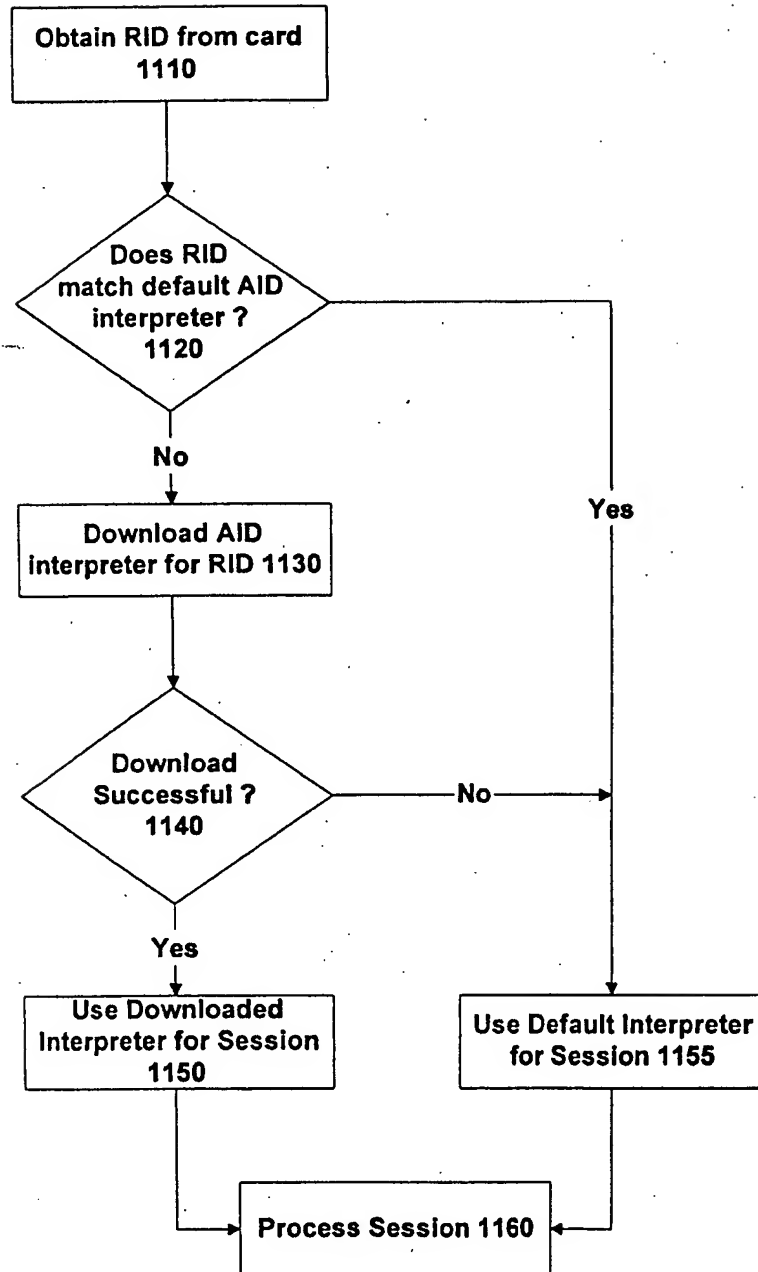 Obtain RID from card
1110
Does RID
match default AID
interpreter ?
1120
No
Yes
Download AID
interpreter for RID 1130
Download
Successful ?
1140
No
Yes
Use Downloaded
Interpreter for Session
1150
Use Default Interpreter
for Session 1155
Process Session 1160